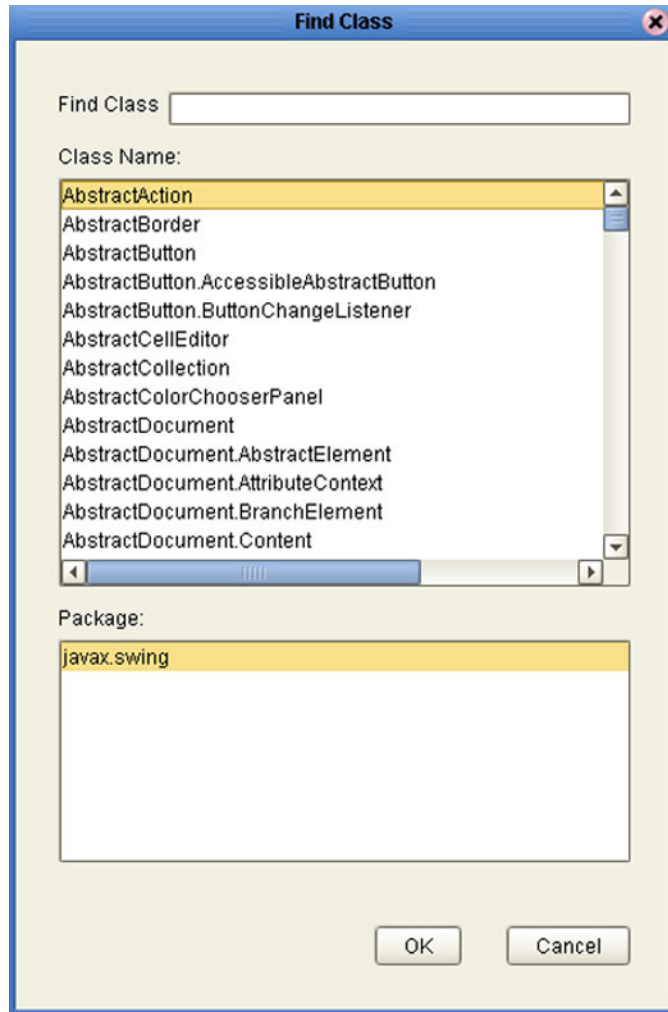 Find Class
Find Class
Class Name:
AbstractAction
AbstractBorder
AbstractButton
AbstractButton.AccessibleAbstractButton
AbstractButton.ButtonChangeListener
AbstractCellEditor
AbstractCollection
AbstractColorChooserPanel
AbstractDocument
AbstractDocument.AbstractElement
AbstractDocument.AttributeContext
AbstractDocument.BranchElement
AbstractDocument.Content
Package:
javax.swing
OK Cancel